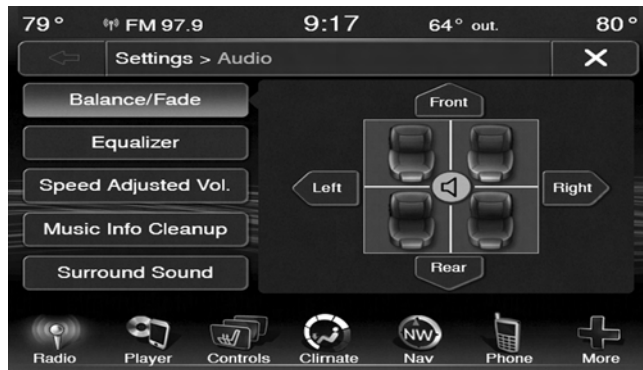 79° FM 97.9 9:17 64° out. 80°
Settings > Audio
Balance/Fade
Equalizer
Speed Adjusted Vol.
Music Info Cleanup
Surround Sound
Front
Left
Right
Rear
NW
Radio Player Controls Climate Nav Phone More